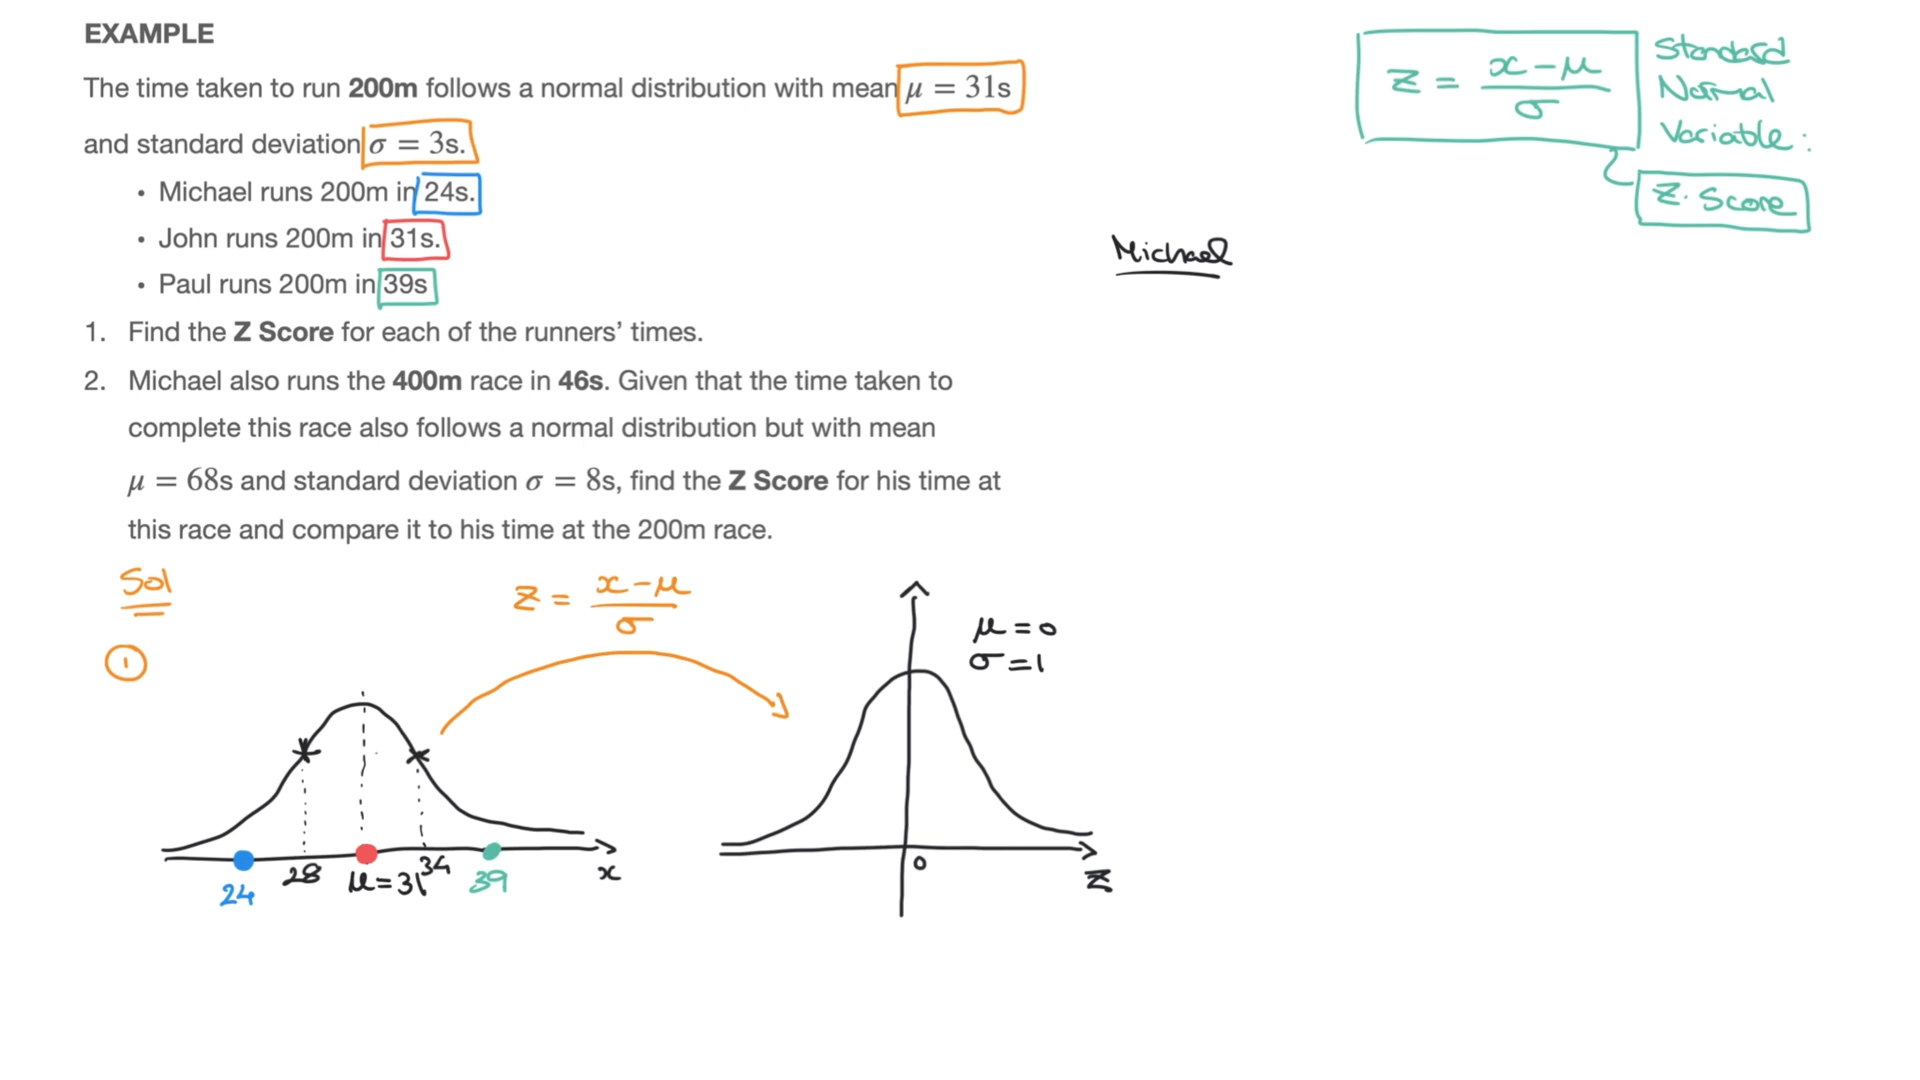 EXAMPLE
The time taken to run 200m follows a normal distribution with mean μ = 31s
and standard deviation σ = 3s.
• Michael runs 200m in 24s.
• John runs 200m in 31s.
• Paul runs 200m in 39s
1. Find the Z Score for each of the runners’ times.
2. Michael also runs the 400m race in 46s. Given that the time taken to
complete this race also follows a normal distribution but with mean
μ = 68s and standard deviation σ = 8s, find the Z Score for his time at
this race and compare it to his time at the 200m race.
z = (x - μ) / σ
Standard
Normal
Variable:
Z. Score
Michael
Sol
1
z = (x - μ) / σ
24 28 μ = 31 34 39 x
μ = 0
σ = 1
0 z